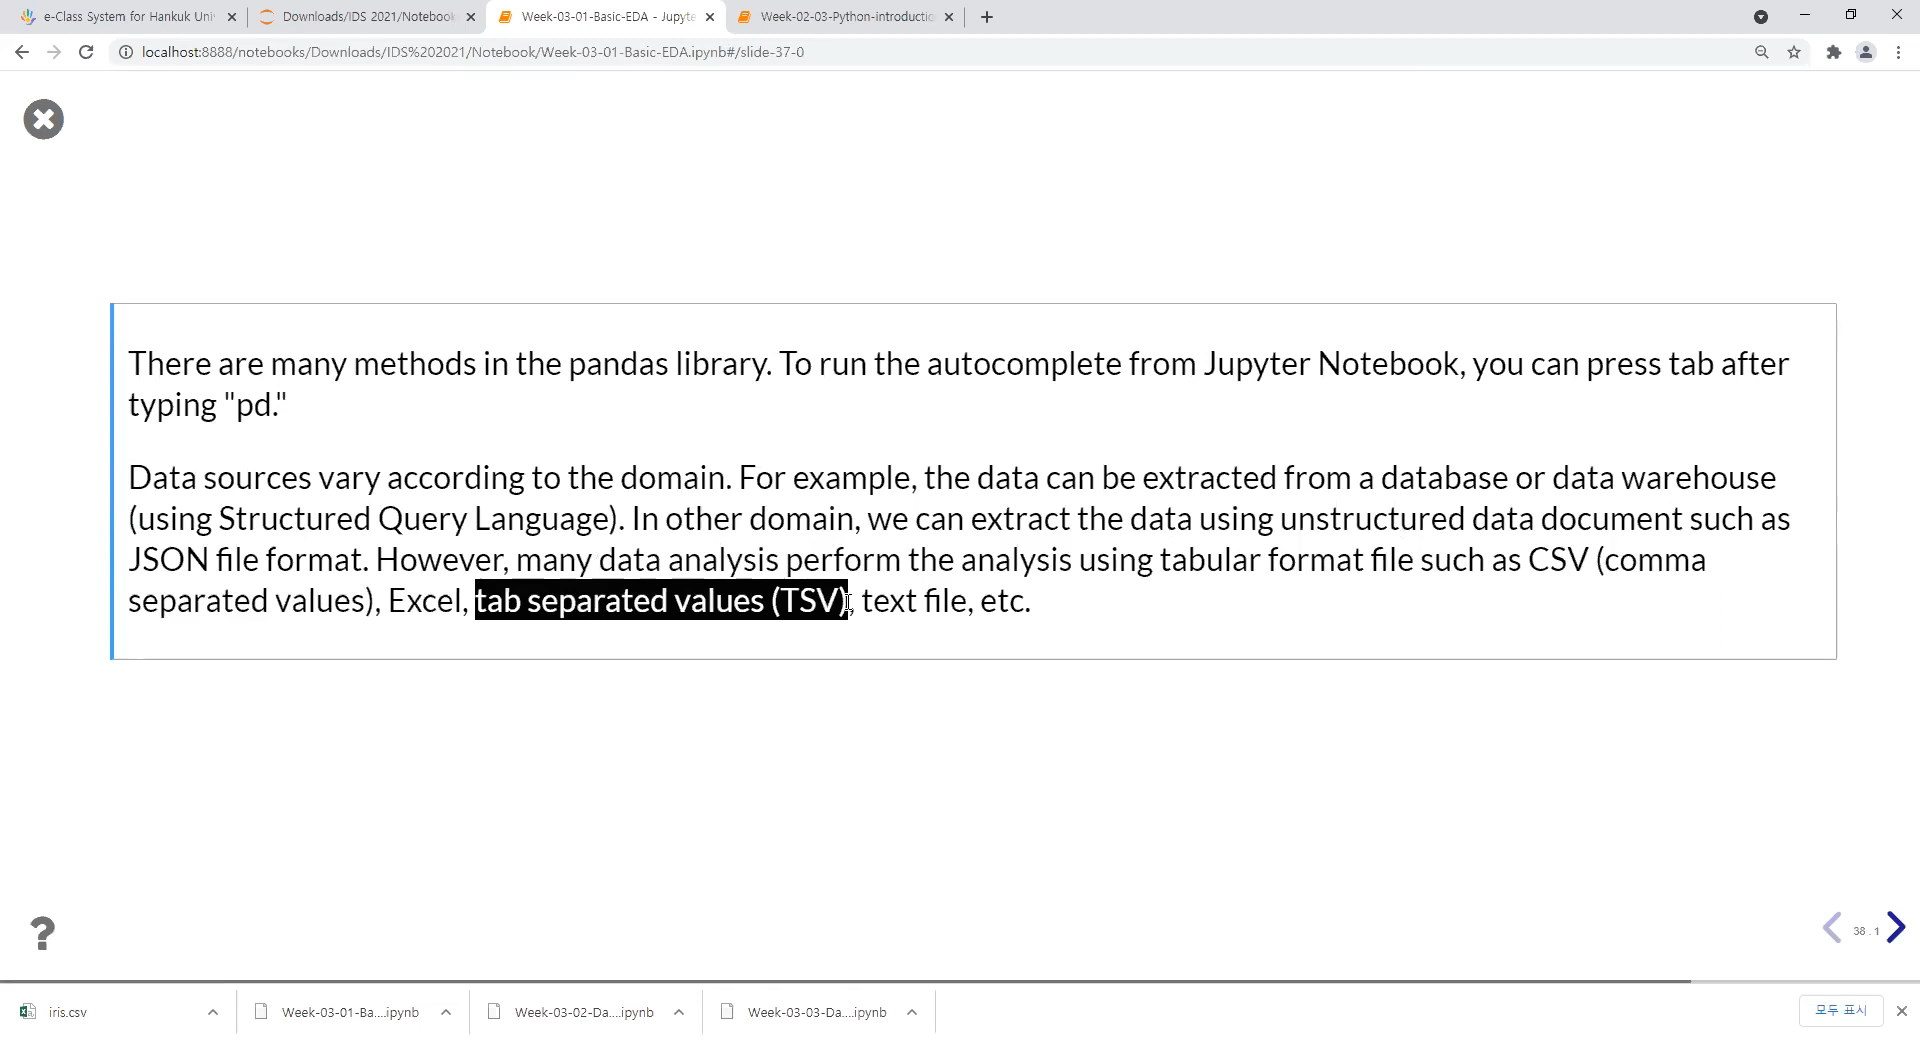 e-Class System for Hankuk Uni
Downloads/IDS 2021/Notebook
Week-03-01-Basic-EDA - Jupyte
Week-02-03-Python-introductio
localhost:8888/notebooks/Downloads/IDS%202021/Notebook/Week-03-01-Basic-EDA.ipynb#/slide-37-0
There are many methods in the pandas library. To run the autocomplete from Jupyter Notebook, you can press tab after
typing "pd."
Data sources vary according to the domain. For example, the data can be extracted from a database or data warehouse
(using Structured Query Language). In other domain, we can extract the data using unstructured data document such as
JSON file format. However, many data analysis perform the analysis using tabular format file such as CSV (comma
separated values), Excel, tab separated values (TSV), text file, etc.
?
38 . 1
iris.csv
Week-03-01-Ba....ipynb
Week-03-02-Da....ipynb
Week-03-03-Da....ipynb
모두 표시